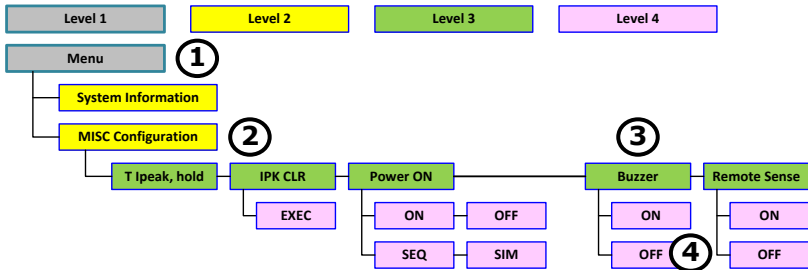 Level 1 Level 2 Level 3 Level 4
Menu 1
System Information
MISC Configuration 2 3
T Ipeak, hold IPK CLR Power ON Buzzer Remote Sense
EXEC ON OFF ON ON
SEQ SIM OFF 4 OFF